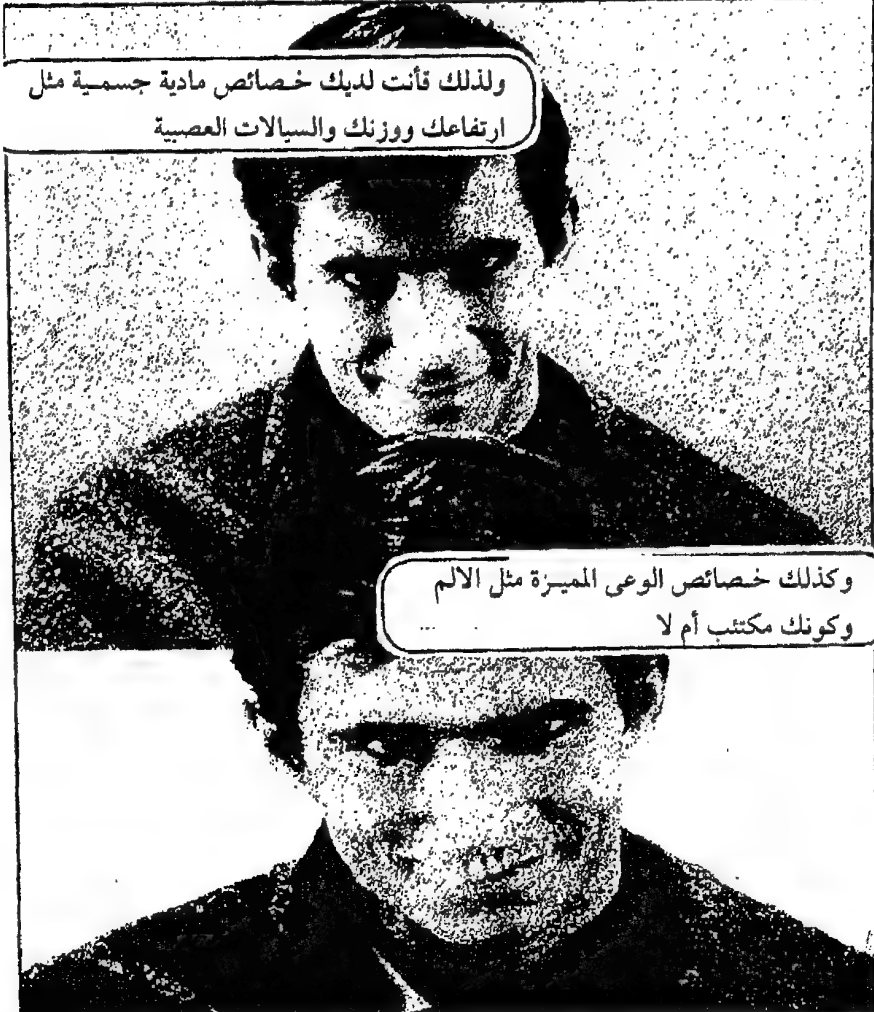 ولذلك قأنت لديك خصائص مادية جسمية مثل
ارتفاعك ووزنك والسيالات العصبية
وكذلك خصائص الوعى المميزة مثل الالم
وكونك مكتئب أم لا ...